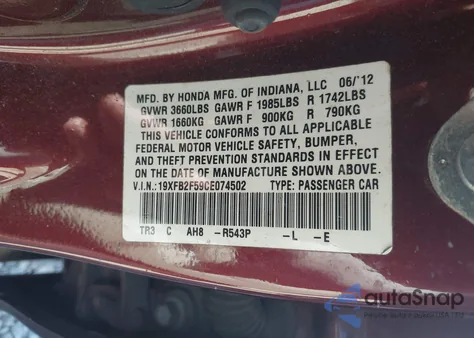 MFD. BY HONDA MFG. OF INDIANA, LLC 06/'12
GVWR 3660LBS GAWR F 1985LBS R 1742LBS
GVWR 1660KG GAWR F 900KG R 790KG
THIS VEHICLE CONFORMS TO ALL APPLICABLE
FEDERAL MOTOR VEHICLE SAFETY, BUMPER,
AND THEFT PREVENTION STANDARDS IN EFFECT
ON THE DATE OF MANUFACTURE SHOWN ABOVE.
V.I.N.: 19XFB2F59CE074502 TYPE: PASSENGER CAR
TR3 C AH8 -R543P -L -E
autoSnap